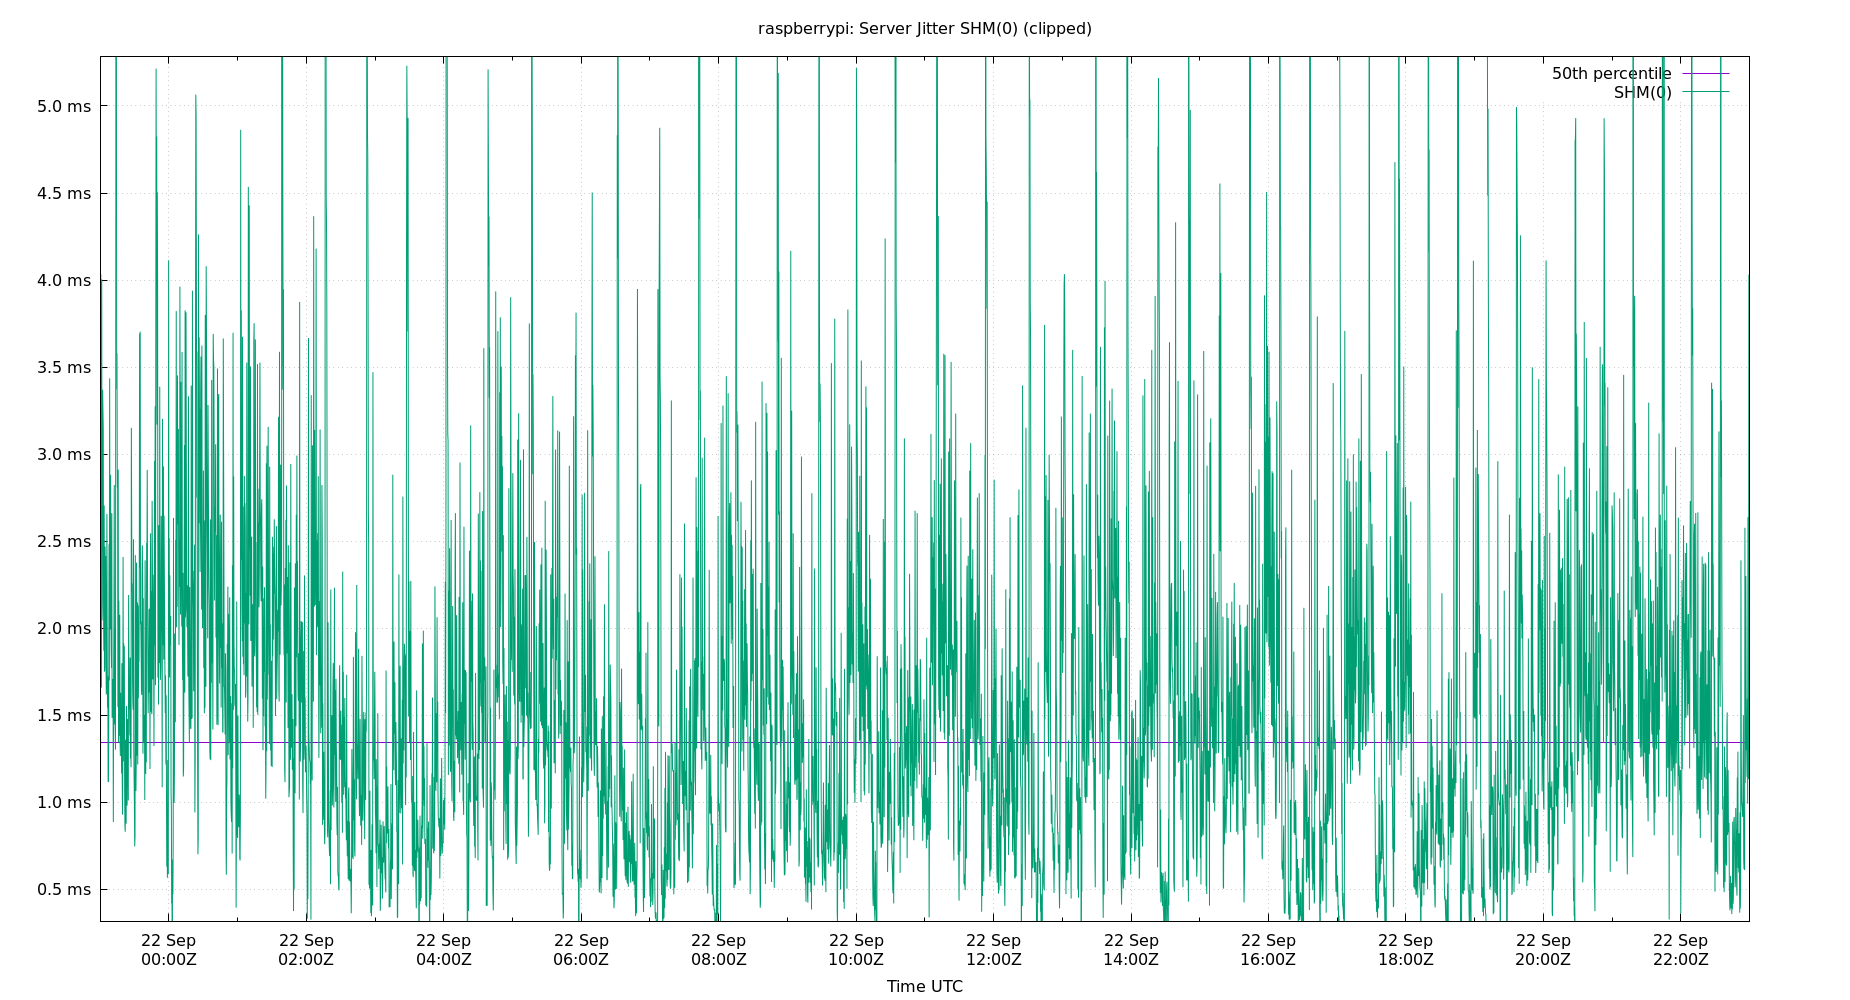 raspberrypi: Server Jitter SHM(0) (clipped)
50th percentile
SHM(0)
5.0 ms
4.5 ms
4.0 ms
3.5 ms
3.0 ms
2.5 ms
2.0 ms
1.5 ms
1.0 ms
0.5 ms
22 Sep 22 Sep 22 Sep 22 Sep 22 Sep 22 Sep 22 Sep 22 Sep 22 Sep 22 Sep 22 Sep 22 Sep
00:00Z 02:00Z 04:00Z 06:00Z 08:00Z 10:00Z 12:00Z 14:00Z 16:00Z 18:00Z 20:00Z 22:00Z
Time UTC